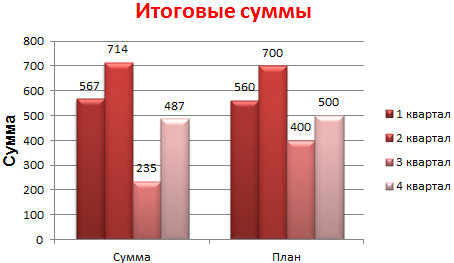 Итоговые суммы
Сумма
800
700
600
500
400
300
200
100
0
567
714
235
487
560
700
400
500
Сумма
План
1 квартал
2 квартал
3 квартал
4 квартал